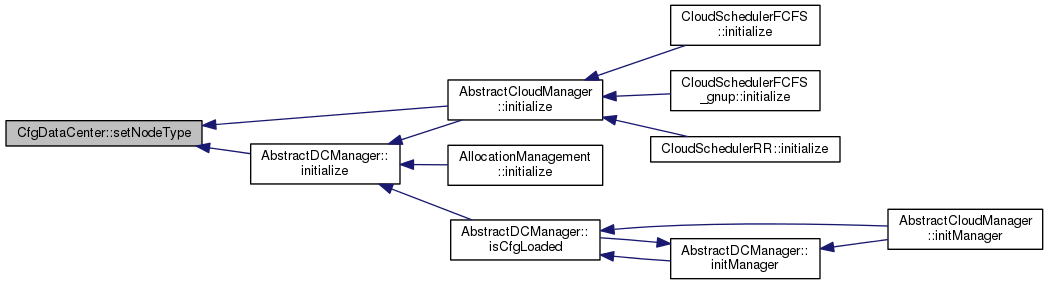 CloudSchedulerFCFS
::initialize
AbstractCloudManager
::initialize
CloudSchedulerFCFS
_gnup::initialize
CfgDataCenter::setNodeType
CloudSchedulerRR::initialize
AbstractDCManager::
initialize
AllocationManagement
::initialize
AbstractDCManager::
isCfgLoaded
AbstractCloudManager
::initManager
AbstractDCManager::
initManager